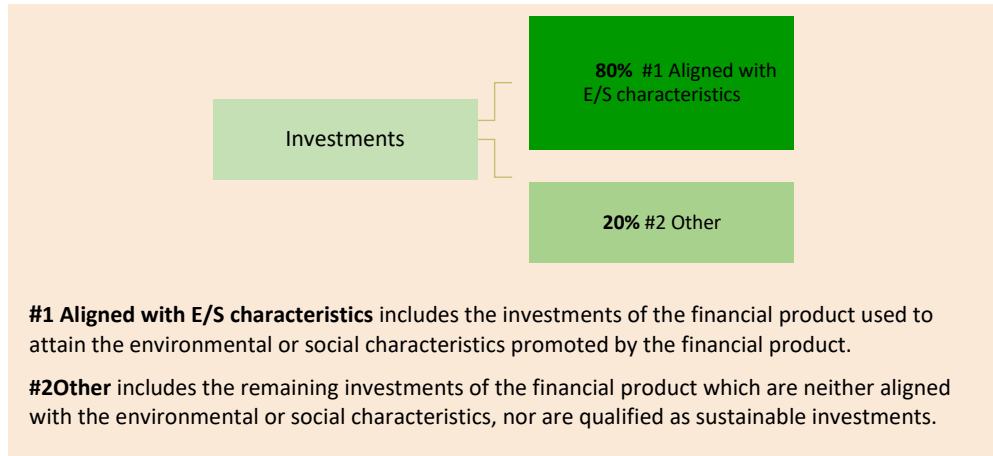 80% #1 Aligned with
E/S characteristics
Investments
20% #2 Other
#1 Aligned with E/S characteristics includes the investments of the financial product used to
attain the environmental or social characteristics promoted by the financial product.
#2Other includes the remaining investments of the financial product which are neither aligned
with the environmental or social characteristics, nor are qualified as sustainable investments.